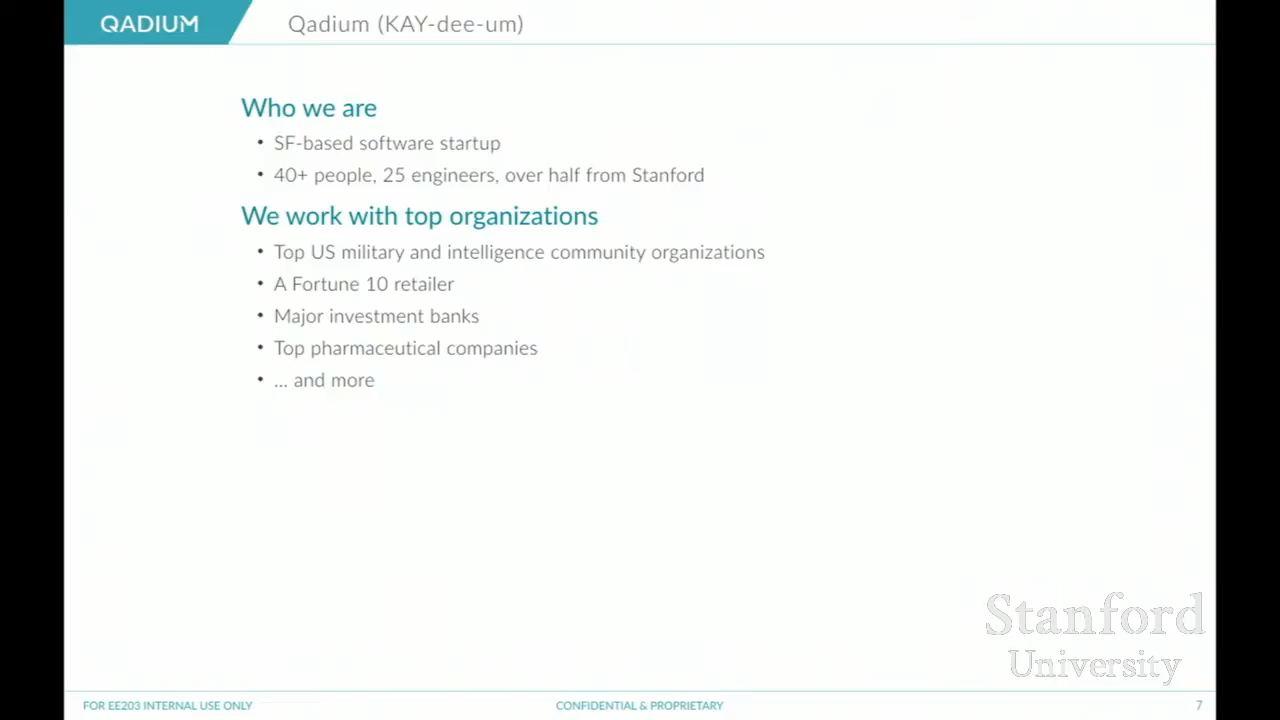 QADIUM
Qadium (KAY-dee-um)
Who we are
• SF-based software startup
• 40+ people, 25 engineers, over half from Stanford
We work with top organizations
• Top US military and intelligence community organizations
• A Fortune 10 retailer
• Major investment banks
• Top pharmaceutical companies
• ... and more
Stanford
University
FOR EE203 INTERNAL USE ONLY
CONFIDENTIAL & PROPRIETARY
7